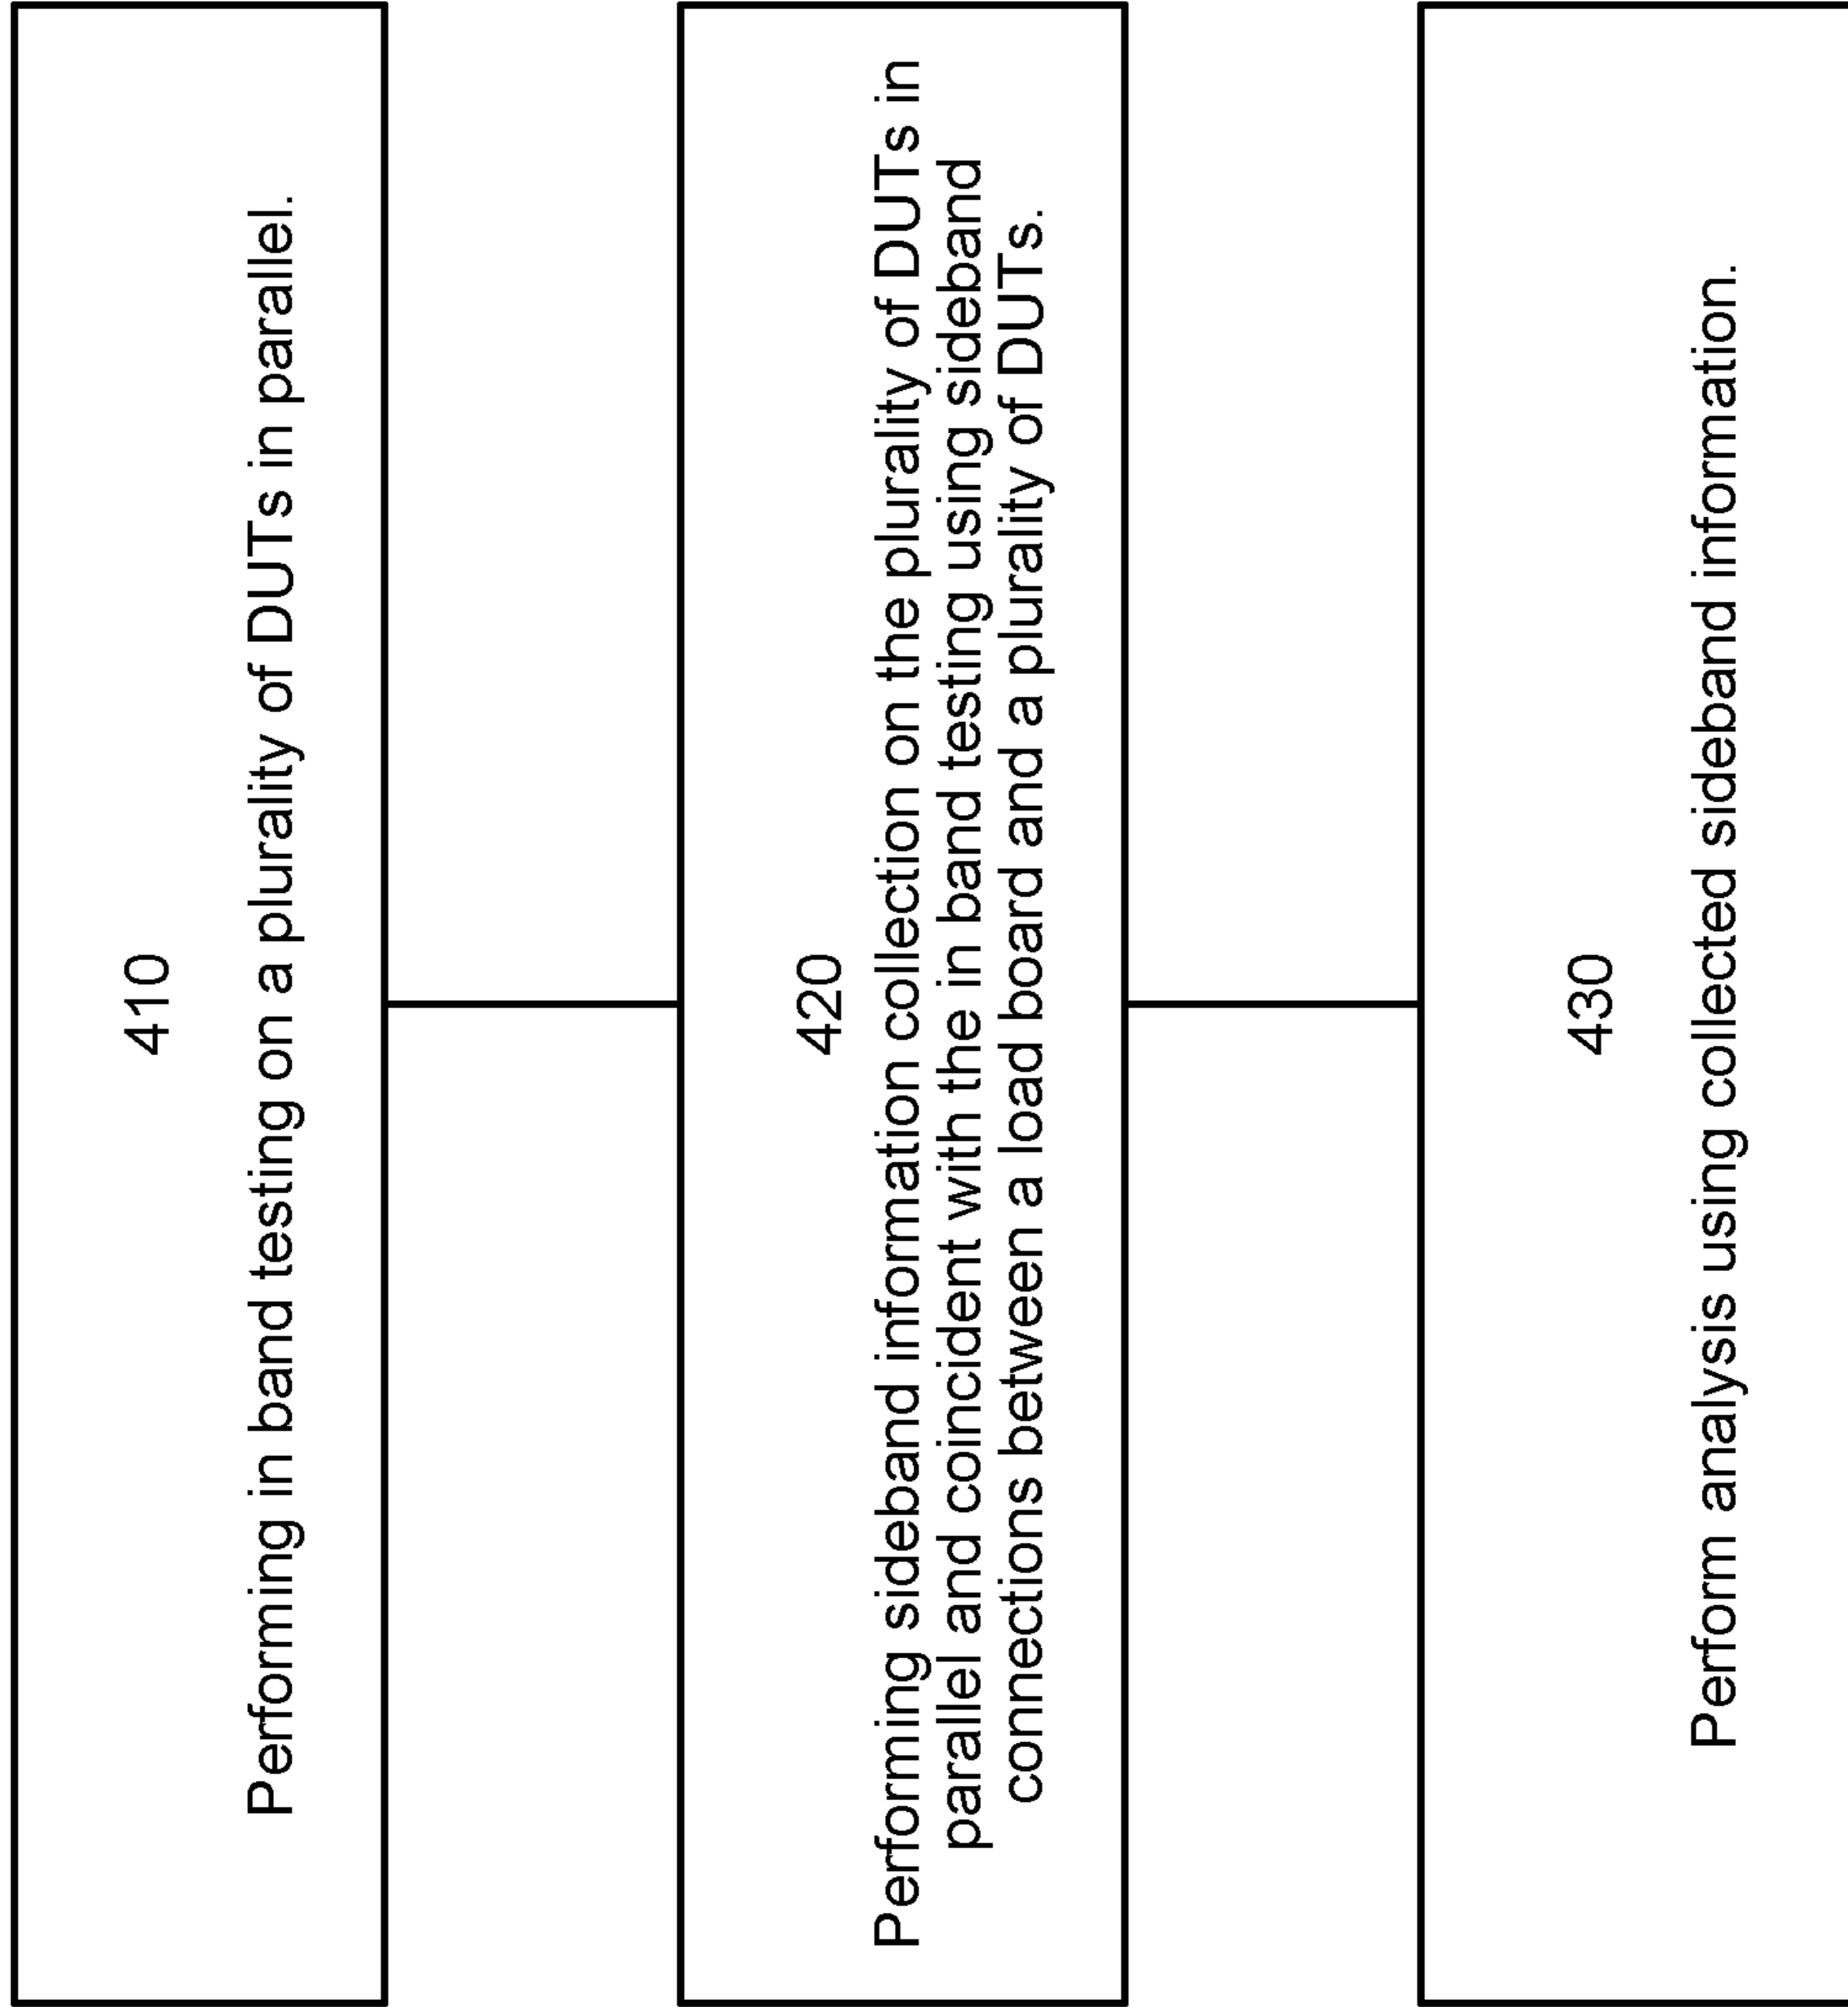 410
Performing in band testing on a plurality of DUTs in parallel.
420
Performing sideband information collection on the plurality of DUTs in
parallel and coincident with the in band testing using sideband
connections between a load board and a plurality of DUTs.
430
Perform analysis using collected sideband information.